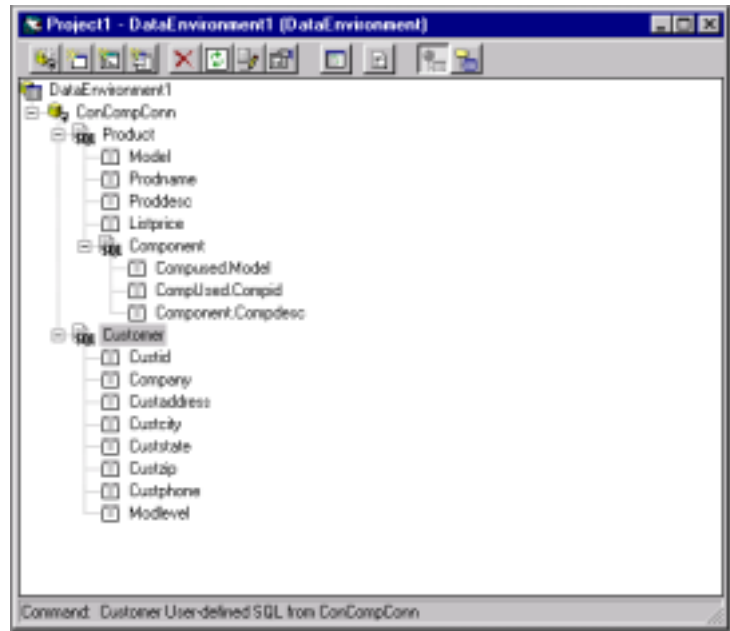 Project1 - DataEnvironment1 (DataEnvironment)
DataEnvironment1
ConCompConn
Product
Model
Prodname
Proddesc
Listprice
Component
Compused.Model
CompUsed.Compid
Component.Compdesc
Customer
Custid
Company
Custaddress
Custcity
Custstate
Custzip
Custphone
Modlevel
Command: Customer User-defined SQL from ConCompConn